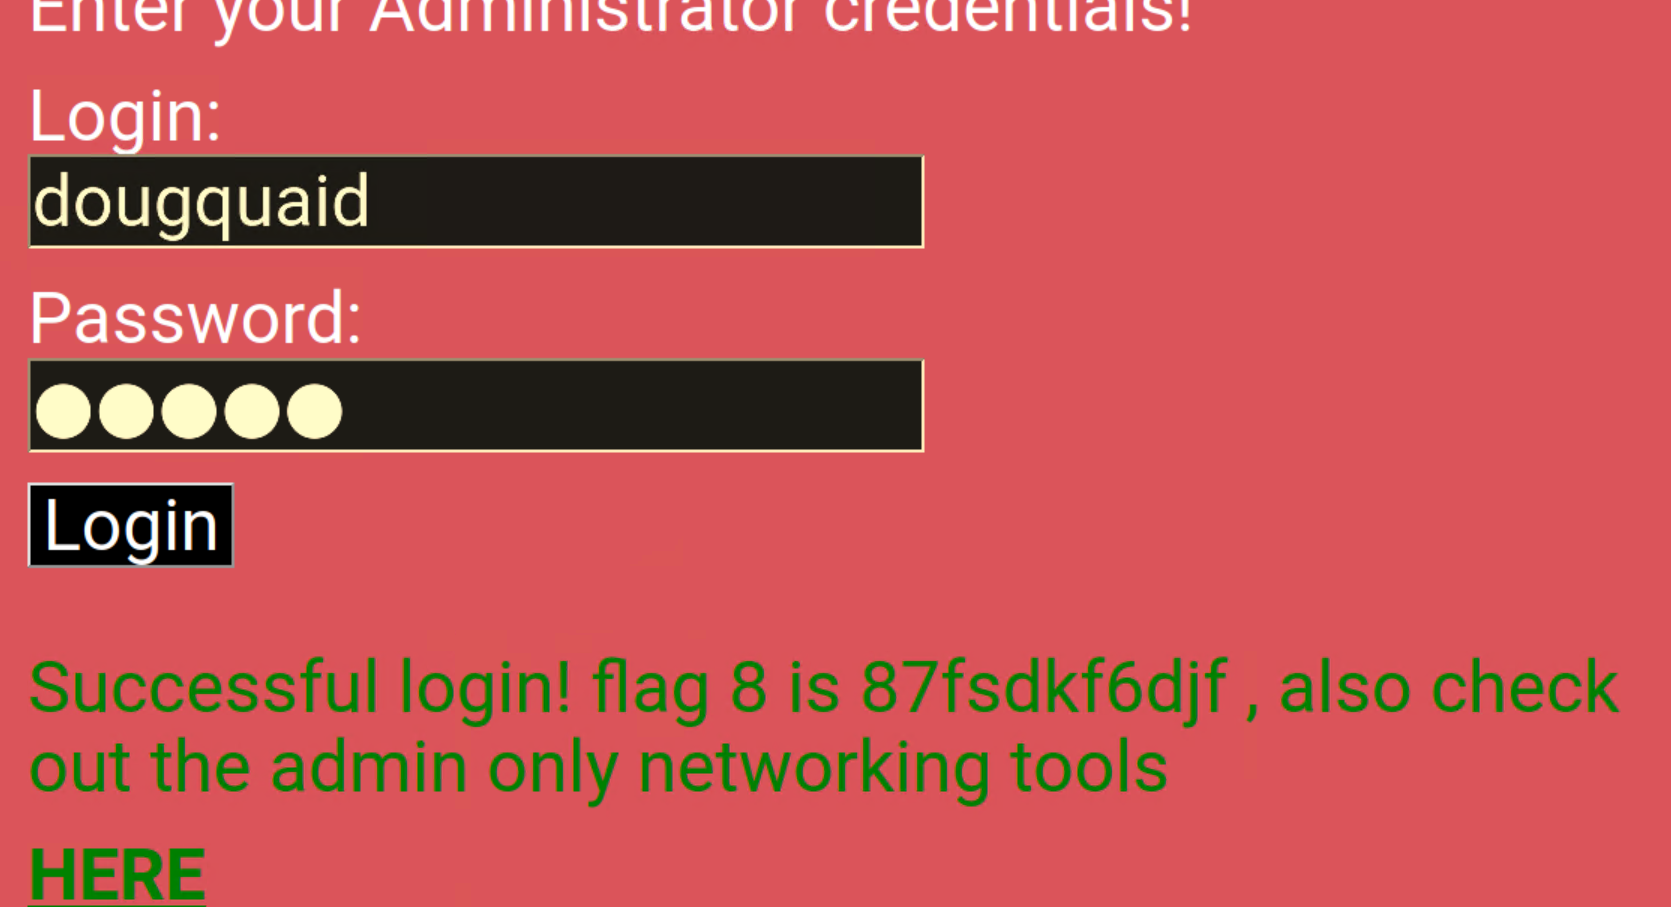 Enter your Administrator credentials!
Login:
dougquaid
Password:
●●●●●
Login
Successful login! flag 8 is 87fsdkf6djf , also check
out the admin only networking tools
HERE